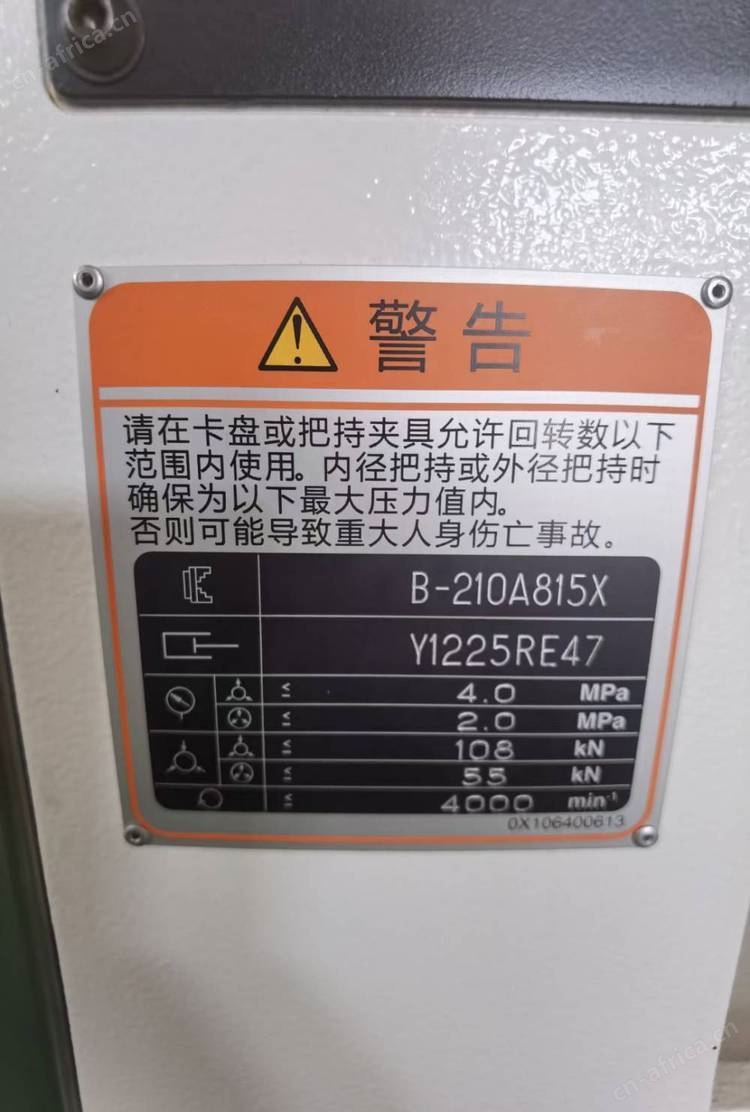 cn-africa.cn
警告
请在卡盘或把持夹具允许回转数以下
范围内使用。内径把持或外径把持时
确保为以下最大压力值内。
否则可能导致重大人身伤亡事故。
B-210A815X
Y1225RE47
≤ 4.0 MPa
≤ 2.0 MPa
≤ 108 kN
≤ 55 kN
≤ 4000 min⁻¹
0X106400613
cn-africa.cn